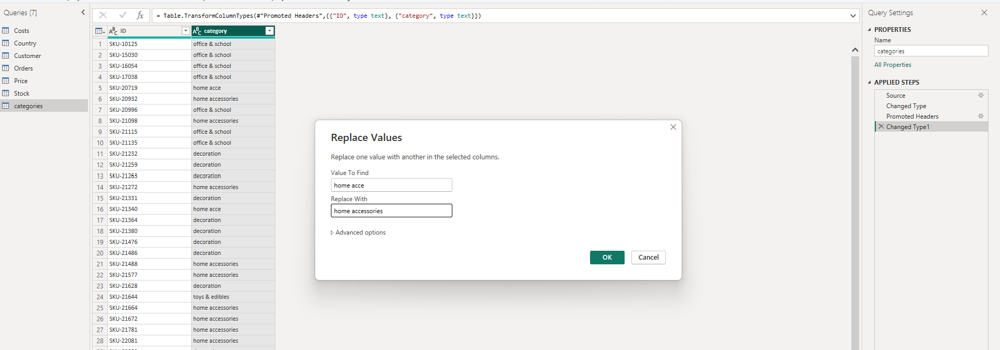 Queries [7]
Costs
Country
Customer
Orders
Price
Stock
categories
fx
= Table.TransformColumnTypes(#"Promoted Headers",{{"ID", type text}, {"category", type text}})
ABC ID
ABC category
1 SKU-10125 office & school
2 SKU-15030 office & school
3 SKU-16054 office & school
4 SKU-17038 office & school
5 SKU-20719 home acce
6 SKU-20932 home accessories
7 SKU-20996 office & school
8 SKU-21098 home accessories
9 SKU-21115 office & school
10 SKU-21135 office & school
11 SKU-21232 decoration
12 SKU-21259 decoration
13 SKU-21263 decoration
14 SKU-21272 home accessories
15 SKU-21331 decoration
16 SKU-21340 home acce
17 SKU-21364 decoration
18 SKU-21380 decoration
19 SKU-21476 decoration
20 SKU-21486 decoration
21 SKU-21488 home accessories
22 SKU-21577 home accessories
23 SKU-21628 decoration
24 SKU-21644 toys & edibles
25 SKU-21664 home accessories
26 SKU-21672 home accessories
27 SKU-21781 home accessories
28 SKU-22081 home accessories
Replace Values
Replace one value with another in the selected columns.
Value To Find
home acce
Replace With
home accessories
Advanced options
OK
Cancel
Query Settings
PROPERTIES
Name
categories
All Properties
APPLIED STEPS
Source
Changed Type
Promoted Headers
Changed Type1